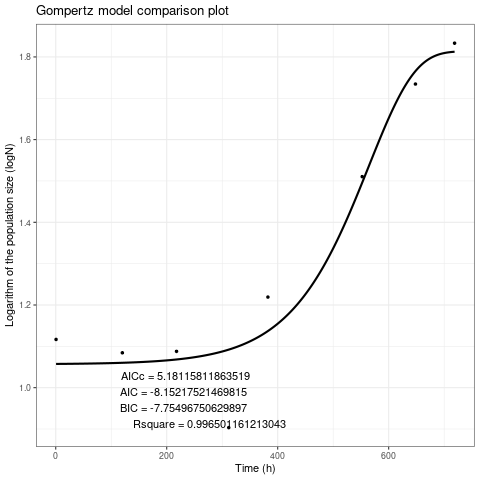 Gompertz model comparison plot
Logarithm of the population size (logN)
1.8
1.6
1.4
1.2
1.0
AICc = 5.18115811863519
AIC = -8.15217521469815
BIC = -7.75496750629897
Rsquare = 0.996501161213043
0 200 400 600
Time (h)